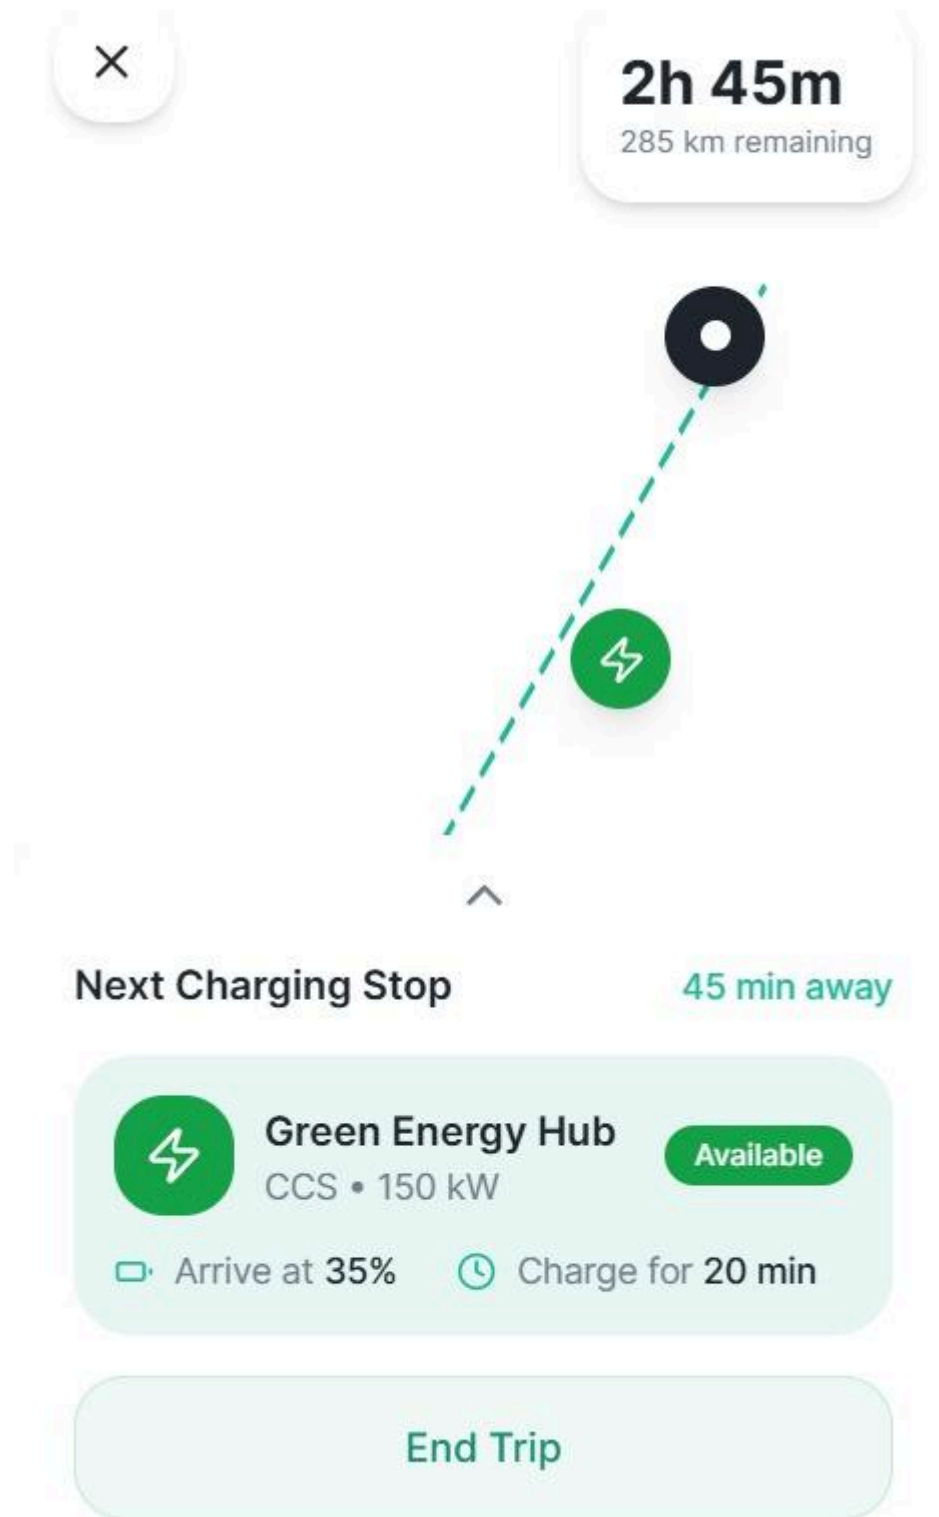 2h 45m
285 km remaining
Next Charging Stop
45 min away
Green Energy Hub
CCS • 150 kW
Available
Arrive at 35%
Charge for 20 min
End Trip